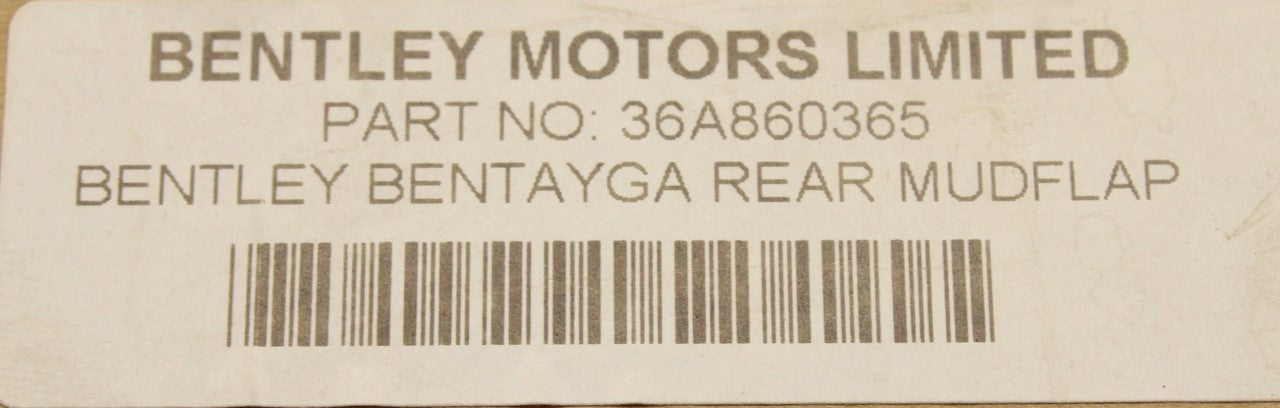 BENTLEY MOTORS LIMITED
PART NO: 36A860365
BENTLEY BENTAYGA REAR MUDFLAP